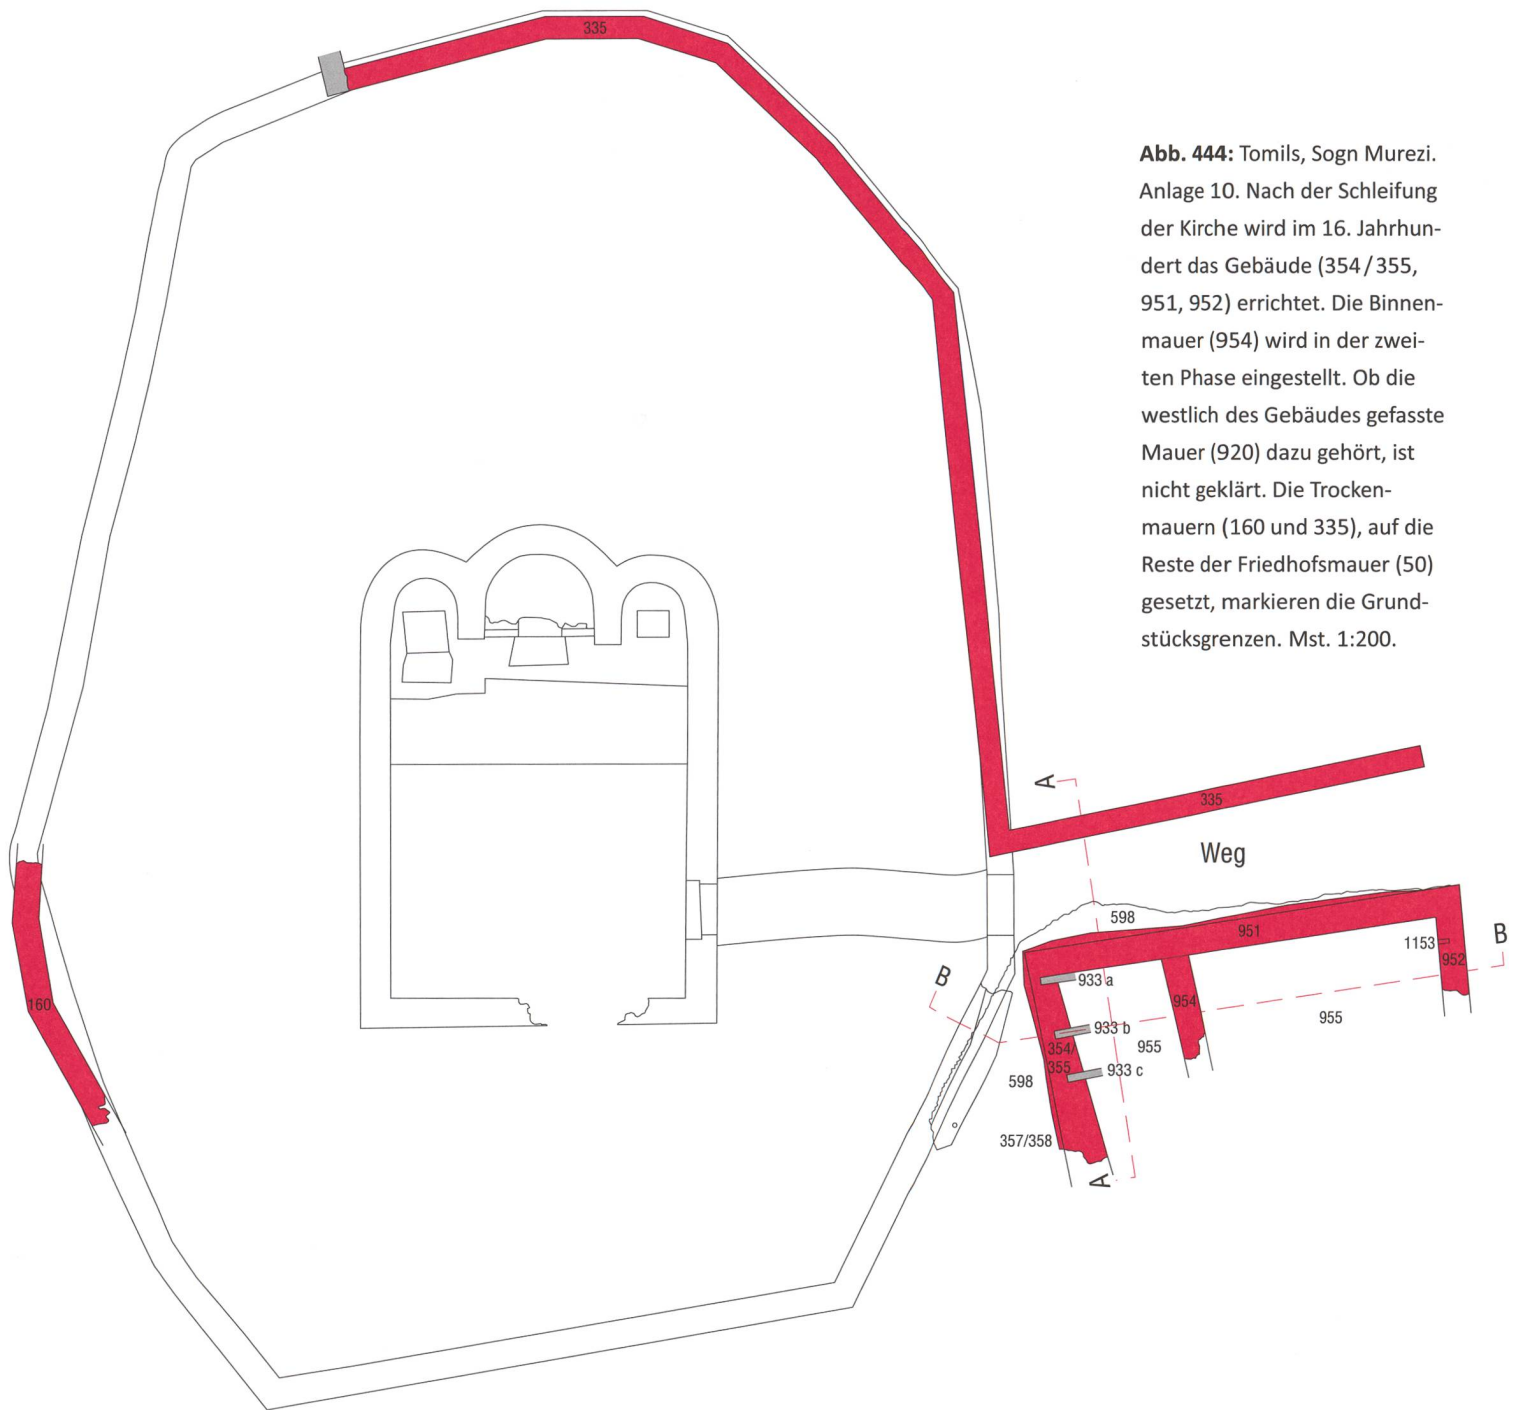 335
Abb. 444: Tomils, Sogn Murezi.
Anlage 10. Nach der Schleifung
der Kirche wird im 16. Jahrhun-
dert das Gebäude (354/355,
951, 952) errichtet. Die Binnen-
mauer (954) wird in der zwei-
ten Phase eingestellt. Ob die
westlich des Gebäudes gefasste
Mauer (920) dazu gehört, ist
nicht geklärt. Die Trocken-
mauern (160 und 335), auf die
Reste der Friedhofsmauer (50)
gesetzt, markieren die Grund-
stücksgrenzen. Mst. 1:200.
A
335
Weg
598
951
B
1153
952
B
933 a
160
954
933 b
955
354/
355
955
933 c
598
357/358
A